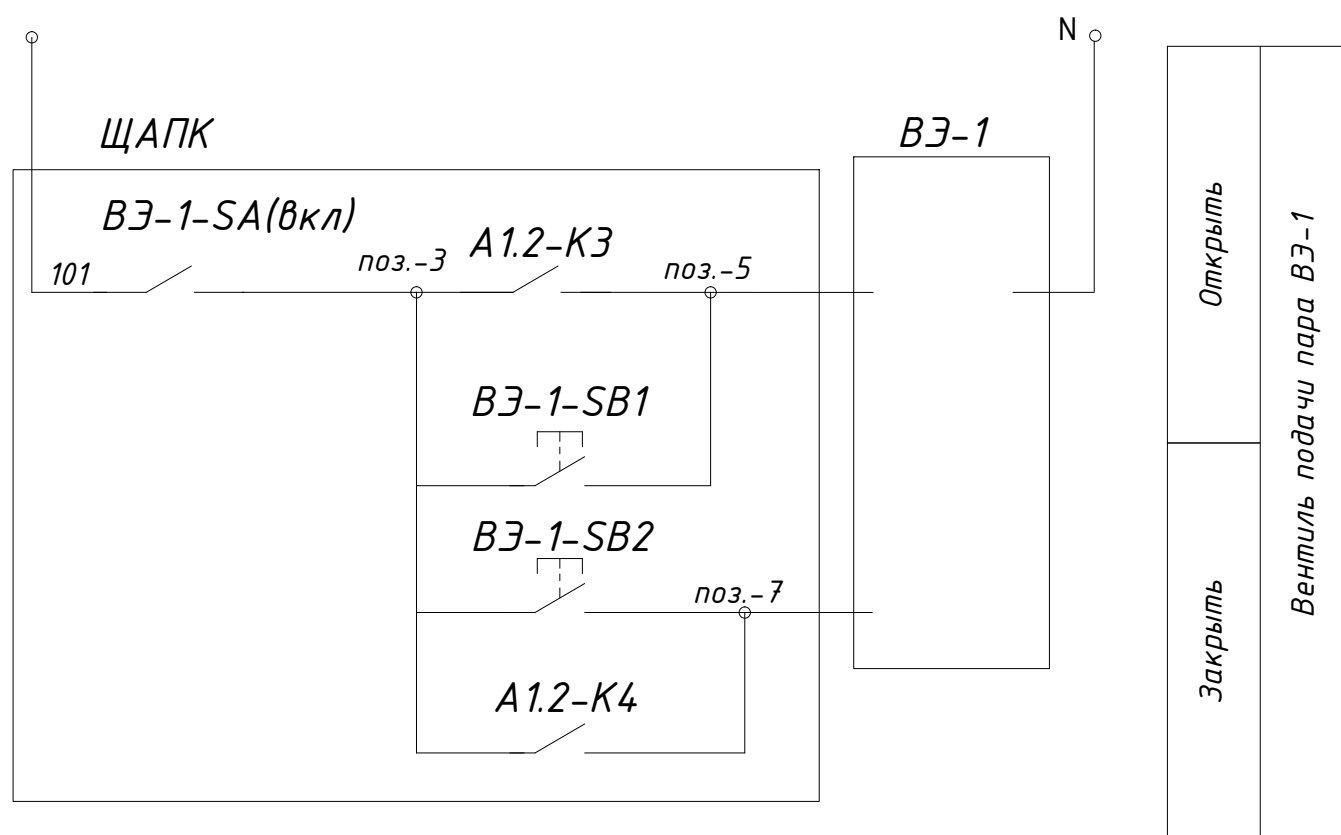 N
ЩАПК
ВЭ-1
ВЭ-1-SA(вкл)
101
поз.-3
А1.2-К3
поз.-5
ВЭ-1-SB1
ВЭ-1-SB2
поз.-7
А1.2-К4
Открыть
Закрыть
Вентиль подачи пара ВЭ-1